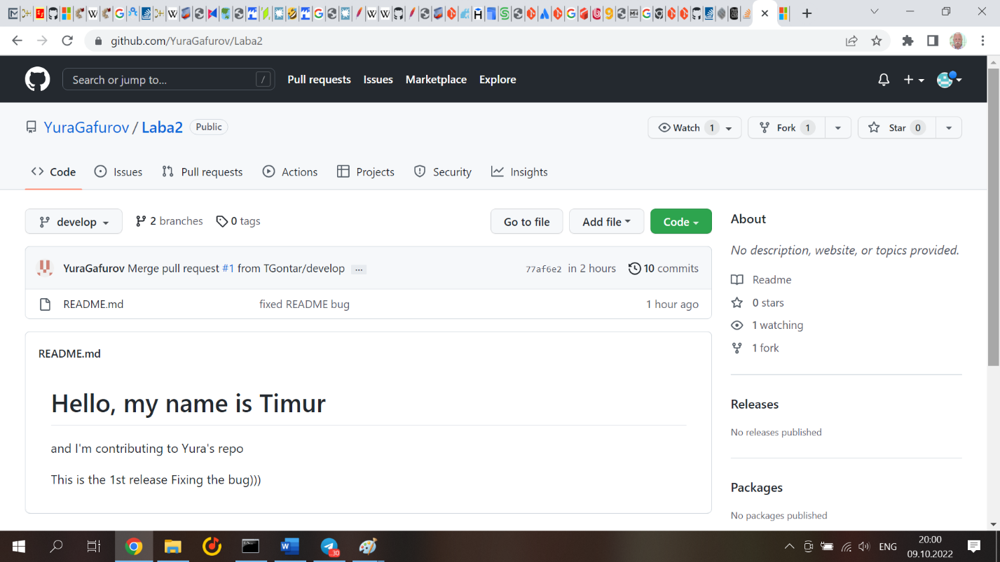 github.com/YuraGafurov/Laba2
Search or jump to... /
Pull requests Issues Marketplace Explore
YuraGafurov / Laba2 Public
Watch 1 Fork 1 Star 0
Code Issues Pull requests Actions Projects Security Insights
develop 2 branches 0 tags Go to file Add file Code
YuraGafurov Merge pull request #1 from TGontar/develop ... 77af6e2 in 2 hours 10 commits
README.md fixed README bug 1 hour ago
README.md
Hello, my name is Timur
and I'm contributing to Yura's repo
This is the 1st release Fixing the bug)))
About
No description, website, or topics provided.
Readme
0 stars
1 watching
1 fork
Releases
No releases published
Packages
No packages published
30
ENG
20:00
09.10.2022